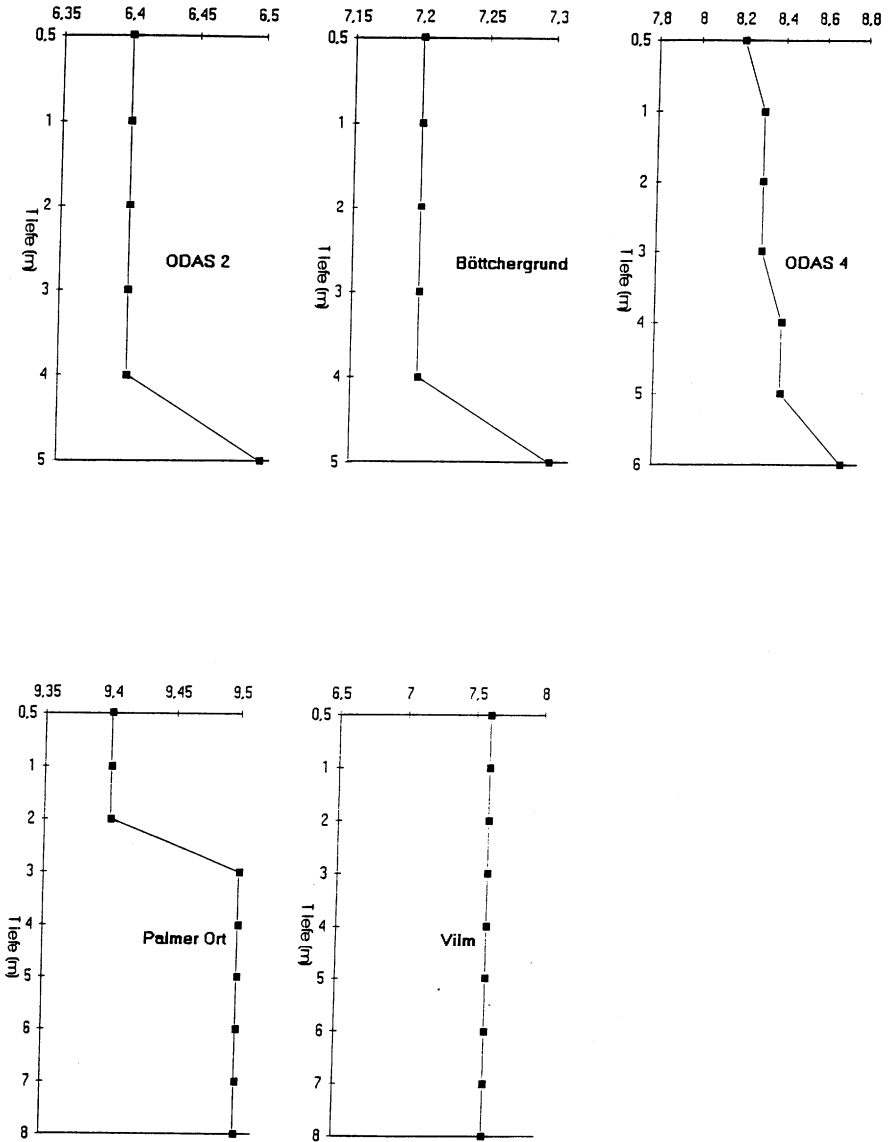 6,35 6,4 6,45 6,5
0,5
1
2
3
4
5
Tiefe (m)
ODAS 2
7,15 7,2 7,25 7,3
0,5
1
2
3
4
5
Tiefe (m)
Böttchergrund
7,8 8 8,2 8,4 8,6 8,8
0,5
1
2
3
4
5
6
Tiefe (m)
ODAS 4
9,35 9,4 9,45 9,5
0,5
1
2
3
4
5
6
7
8
Tiefe (m)
Palmer Ort
6,5 7 7,5 8
0,5
1
2
3
4
5
6
7
8
Tiefe (m)
Vilm